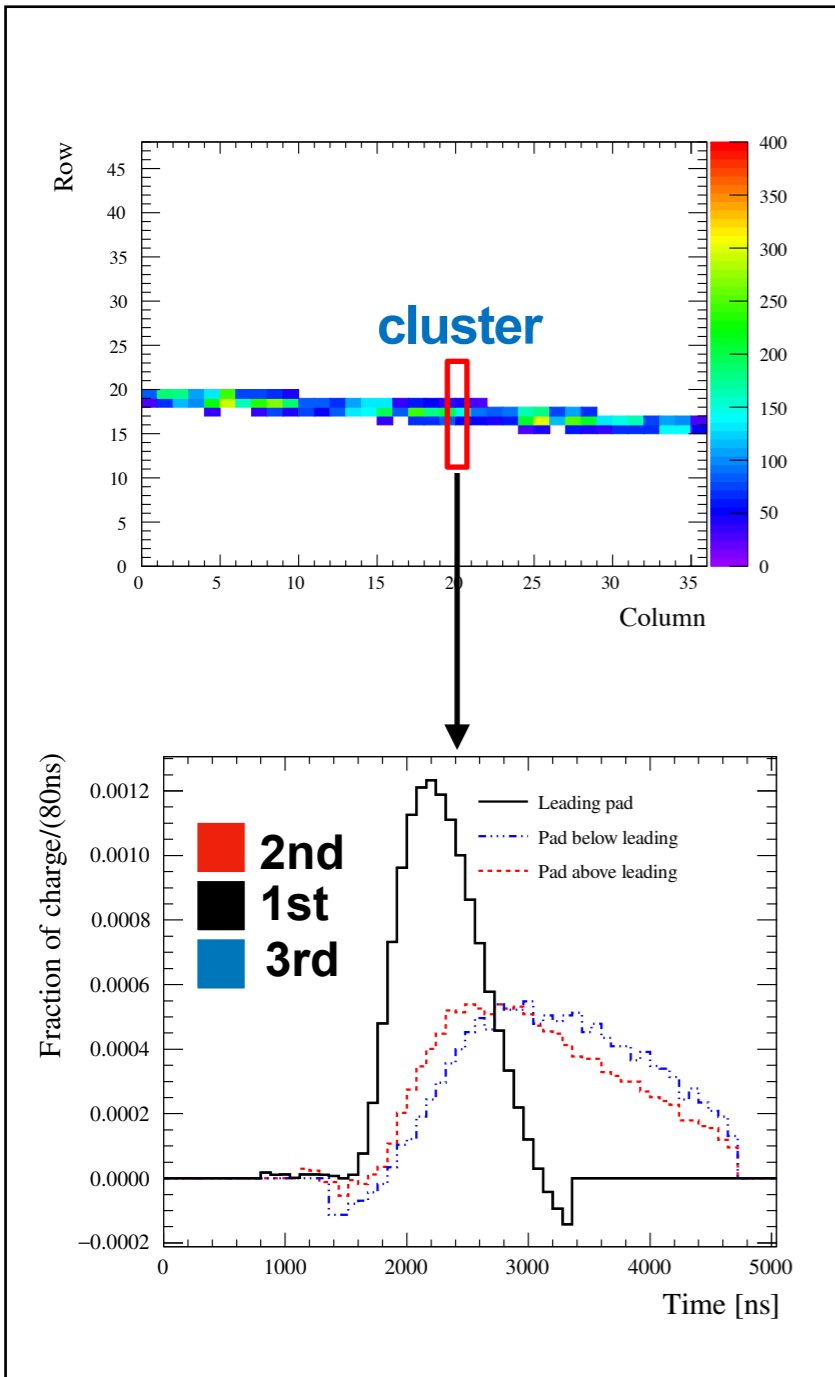 Row
45
40
35
30
25
20
15
10
5
0
0 5 10 15 20 25 30 35
Column
400
350
300
250
200
150
100
50
0
cluster
Fraction of charge/(80ns)
0.0012
0.0010
0.0008
0.0006
0.0004
0.0002
0.0000
−0.0002
2nd
1st
3rd
Leading pad
Pad below leading
Pad above leading
0 1000 2000 3000 4000 5000
Time [ns]